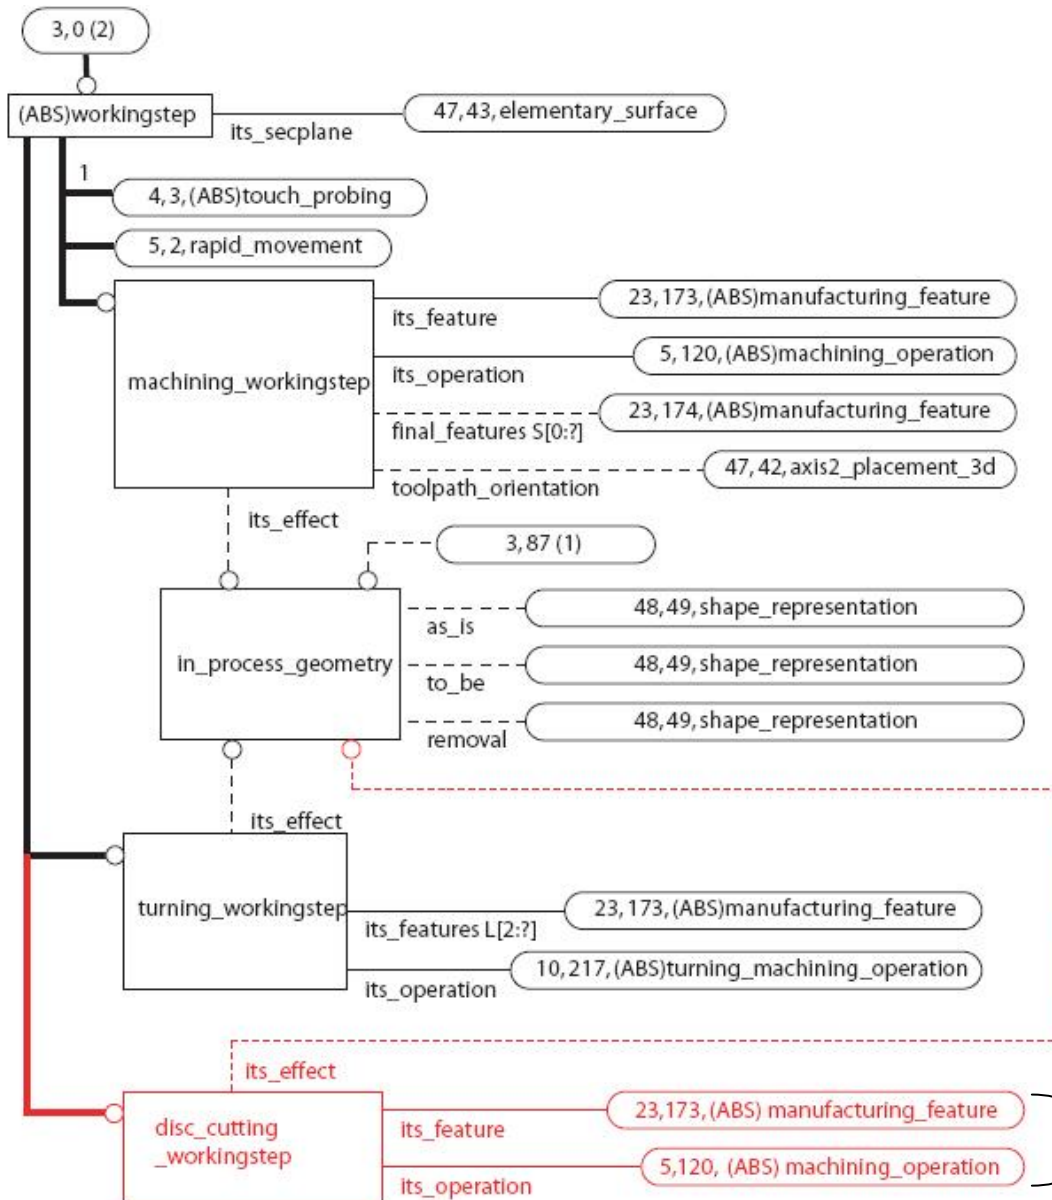 3, 0 (2)
(ABS)workingstep
47, 43, elementary_surface
its_secplane
1
4, 3, (ABS)touch_probing
5, 2, rapid_movement
23, 173, (ABS)manufacturing_feature
its_feature
5, 120, (ABS)machining_operation
machining_workingstep
its_operation
23, 174, (ABS)manufacturing_feature
final_features S[0:?]
47, 42, axis2_placement_3d
toolpath_orientation
its_effect
3, 87 (1)
48, 49, shape_representation
as_is
in_process_geometry
48, 49, shape_representation
to_be
48, 49, shape_representation
removal
its_effect
turning_workingstep
23, 173, (ABS)manufacturing_feature
its_features L[2:?]
10, 217, (ABS)turning_machining_operation
its_operation
its_effect
23, 173, (ABS) manufacturing_feature
disc_cutting
_workingstep
its_feature
5, 120, (ABS) machining_operation
its_operation